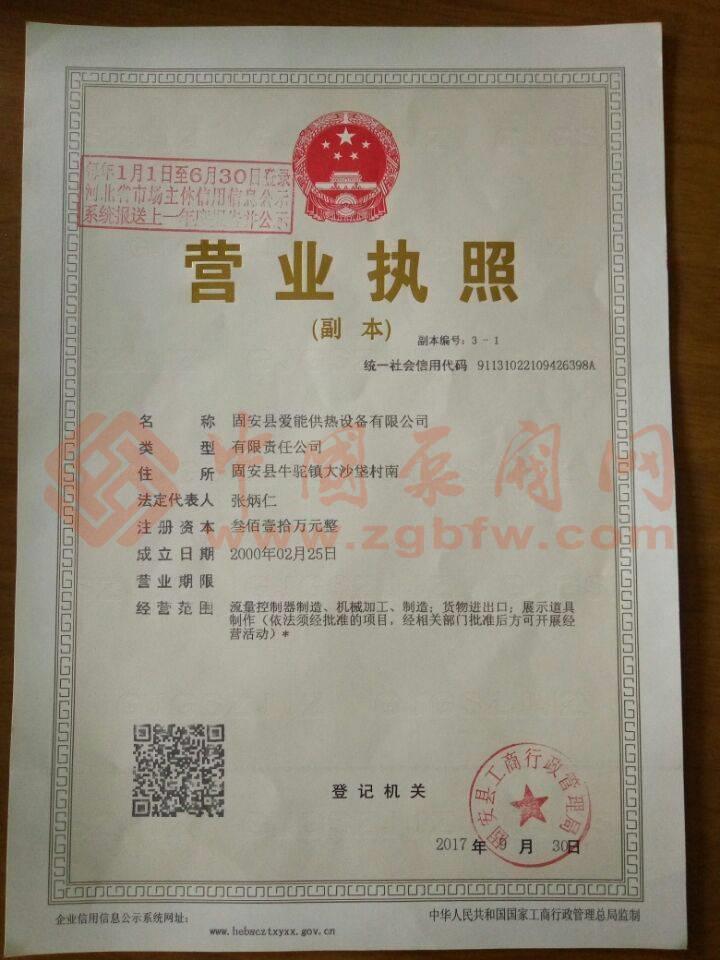 每年1月1日至6月30日登录
河北省市场主体信用信息公示
系统报送上一年度
公示
营业执照
(副 本)
副本编号：3 - 1
统一社会信用代码 91131022109426398A
名 称 固安县爱能供热设备有限公司
类 型 有限责任公司
住 所 固安县牛驼镇大沙垡村南
法定代表人 张炳仁
注册资本 叁佰壹拾万元整
成立日期 2000年02月25日
营业期限
经营范围 流量控制器制造、机械加工、制造；货物进出口；展示道具
制作（依法须经批准的项目，经相关部门批准后方可开展经
营活动）*
中国泵阀网
www.zgbfw.com
登记机关
固安县工商行政管理局
2017 年 9 月 30日
企业信用信息公示系统网址：
www.hebscztxyxx.gov.cn
中华人民共和国国家工商行政管理总局监制